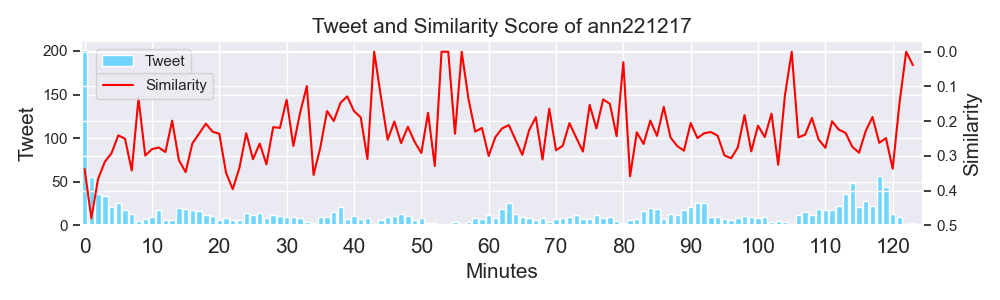 Tweet and Similarity Score of ann221217
Tweet
Similarity
200
150
100
50
0
Tweet
0.0
0.1
0.2
0.3
0.4
0.5
Similarity
0 10 20 30 40 50 60 70 80 90 100 110 120
Minutes